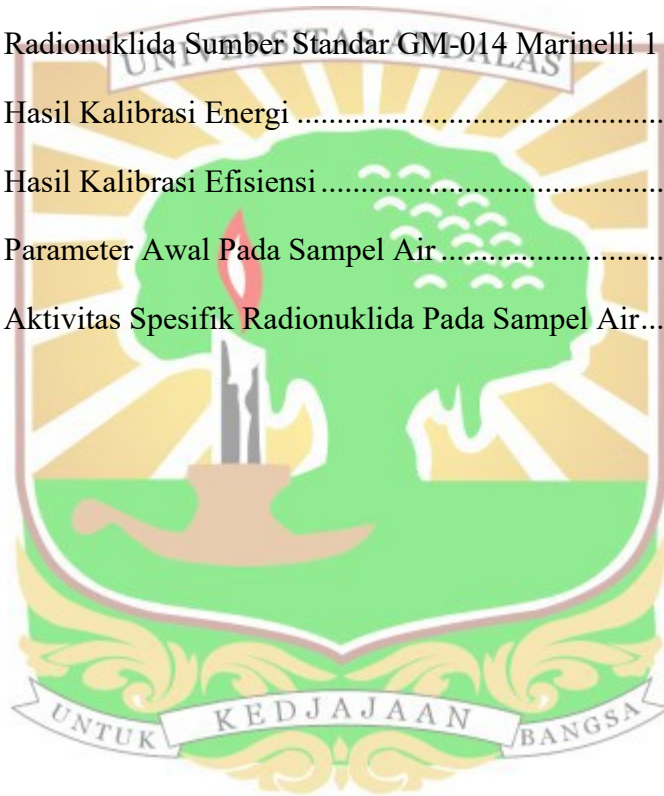 Radionuklida Sumber Standar GM-014 Marinelli 1
UNIVERSITAS ANDALAS
Hasil Kalibrasi Energi ..............................................
Hasil Kalibrasi Efisiensi...........................................
Parameter Awal Pada Sampel Air............................
Aktivitas Spesifik Radionuklida Pada Sampel Air...
UNTUK KEDJAJAAN BANGSA